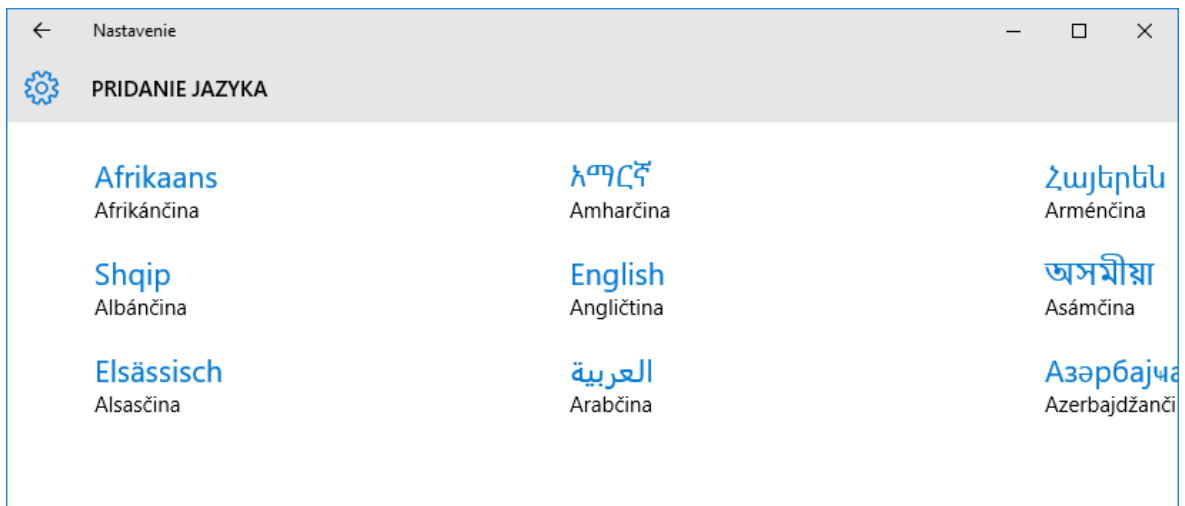 Nastavenie
PRIDANIE JAZYKA
Afrikaans
Afrikánčina
Shqip
Albánčina
Elsässisch
Alsasčina
አማርኛ
Amharčina
English
Angličtina
العربية
Arabčina
Հայերեն
Arménčina
অসমীয়া
Asámčina